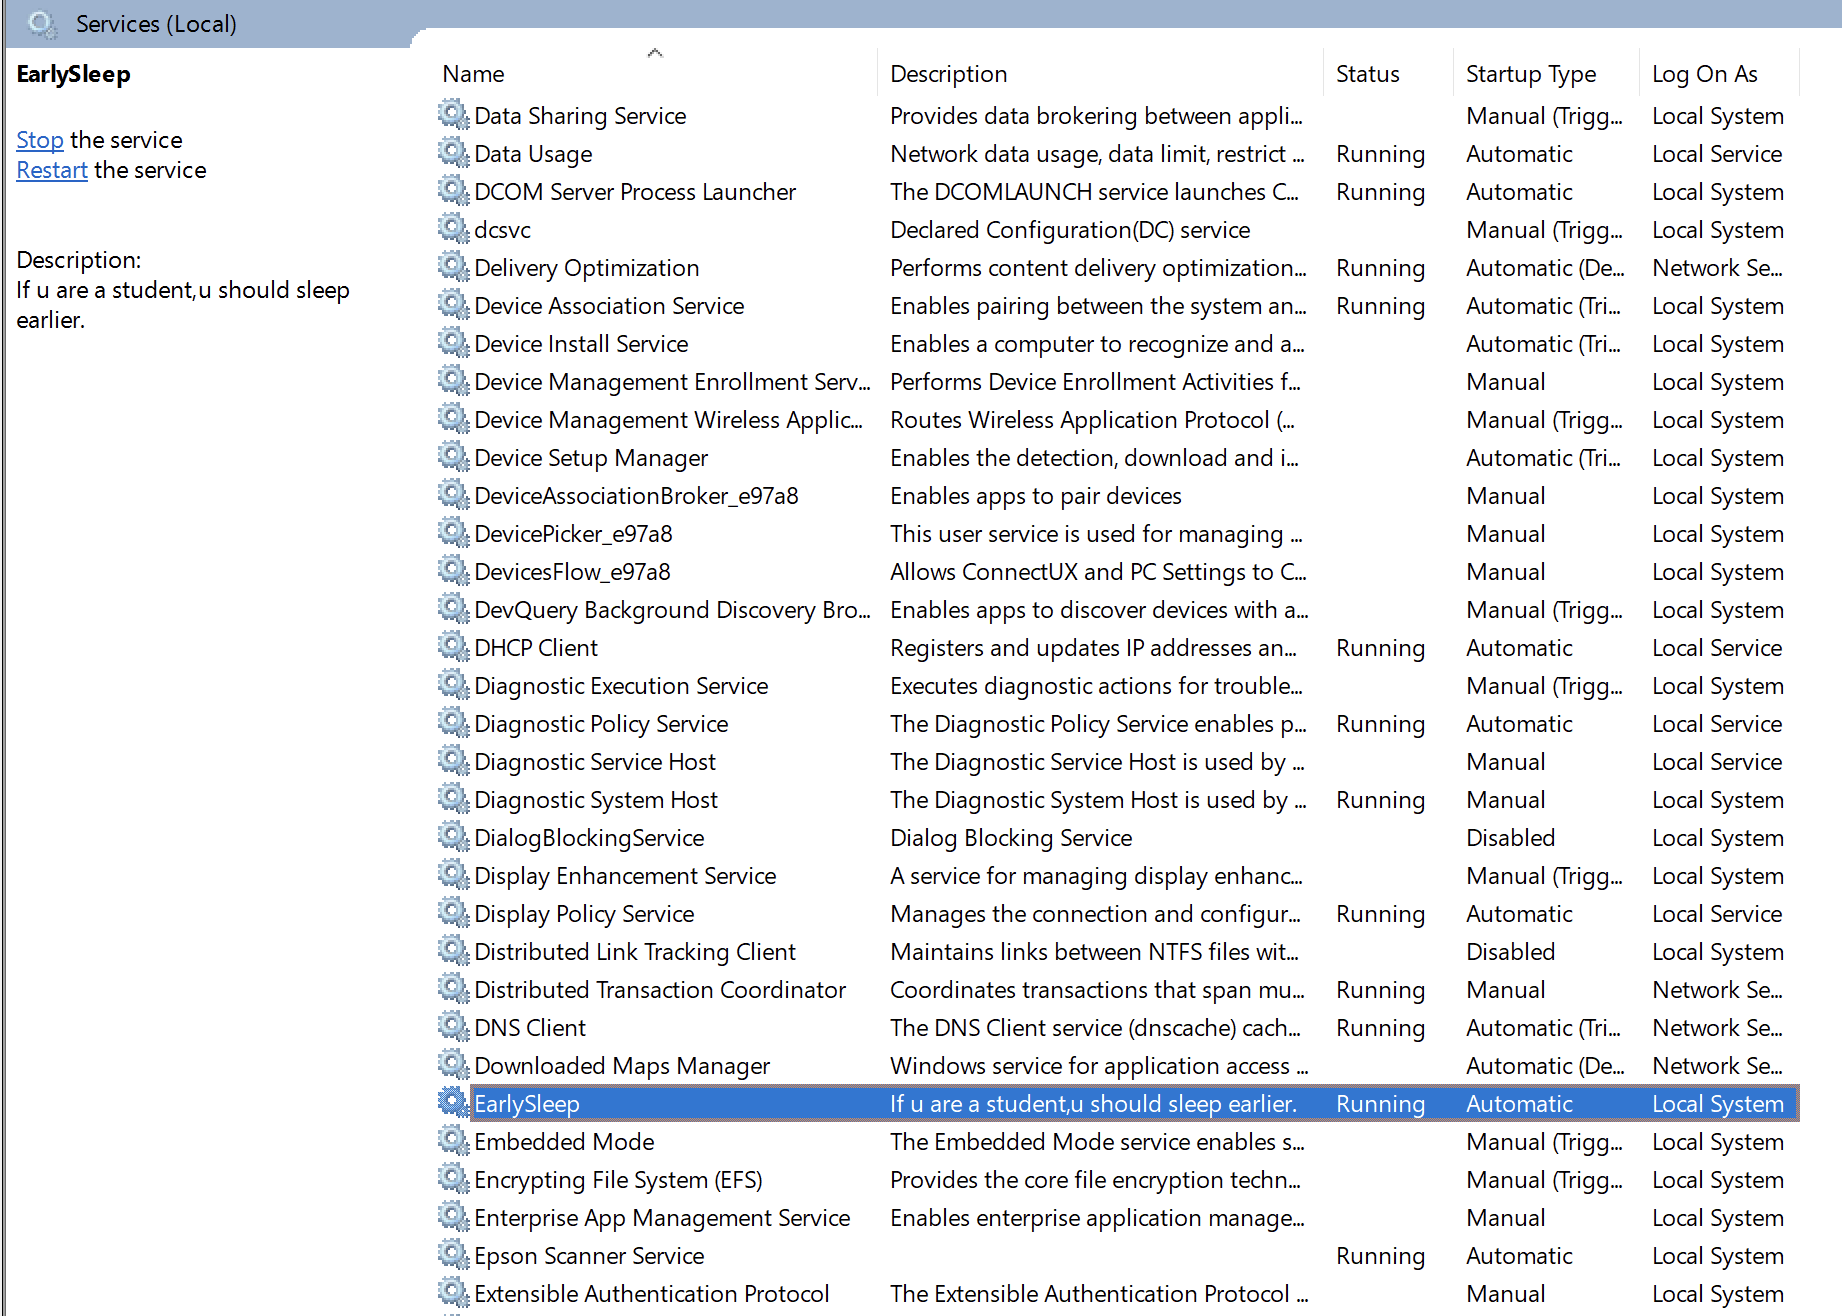 Services (Local)
EarlySleep
Stop the service
Restart the service
Description:
If u are a student,u should sleep
earlier.
Name Description Status Startup Type Log On As
Data Sharing Service Provides data brokering between appli... Manual (Trigg... Local System
Data Usage Network data usage, data limit, restrict ... Running Automatic Local Service
DCOM Server Process Launcher The DCOMLAUNCH service launches C... Running Automatic Local System
dcsvc Declared Configuration(DC) service Manual (Trigg... Local System
Delivery Optimization Performs content delivery optimization... Running Automatic (De... Network Se...
Device Association Service Enables pairing between the system an... Running Automatic (Tri... Local System
Device Install Service Enables a computer to recognize and a... Automatic (Tri... Local System
Device Management Enrollment Serv... Performs Device Enrollment Activities f... Manual Local System
Device Management Wireless Applic... Routes Wireless Application Protocol (... Manual (Trigg... Local System
Device Setup Manager Enables the detection, download and i... Automatic (Tri... Local System
DeviceAssociationBroker_e97a8 Enables apps to pair devices Manual Local System
DevicePicker_e97a8 This user service is used for managing ... Manual Local System
DevicesFlow_e97a8 Allows ConnectUX and PC Settings to C... Manual Local System
DevQuery Background Discovery Bro... Enables apps to discover devices with a... Manual (Trigg... Local System
DHCP Client Registers and updates IP addresses an... Running Automatic Local Service
Diagnostic Execution Service Executes diagnostic actions for trouble... Manual (Trigg... Local System
Diagnostic Policy Service The Diagnostic Policy Service enables p... Running Automatic Local Service
Diagnostic Service Host The Diagnostic Service Host is used by ... Manual Local Service
Diagnostic System Host The Diagnostic System Host is used by ... Running Manual Local System
DialogBlockingService Dialog Blocking Service Disabled Local System
Display Enhancement Service A service for managing display enhanc... Manual (Trigg... Local System
Display Policy Service Manages the connection and configur... Running Automatic Local Service
Distributed Link Tracking Client Maintains links between NTFS files wit... Disabled Local System
Distributed Transaction Coordinator Coordinates transactions that span mu... Running Manual Network Se...
DNS Client The DNS Client service (dnscache) cach... Running Automatic (Tri... Network Se...
Downloaded Maps Manager Windows service for application access ... Automatic (De... Network Se...
EarlySleep If u are a student,u should sleep earlier. Running Automatic Local System
Embedded Mode The Embedded Mode service enables s... Manual (Trigg... Local System
Encrypting File System (EFS) Provides the core file encryption techn... Manual (Trigg... Local System
Enterprise App Management Service Enables enterprise application manage... Manual Local System
Epson Scanner Service Running Automatic Local System
Extensible Authentication Protocol The Extensible Authentication Protocol ... Manual Local System